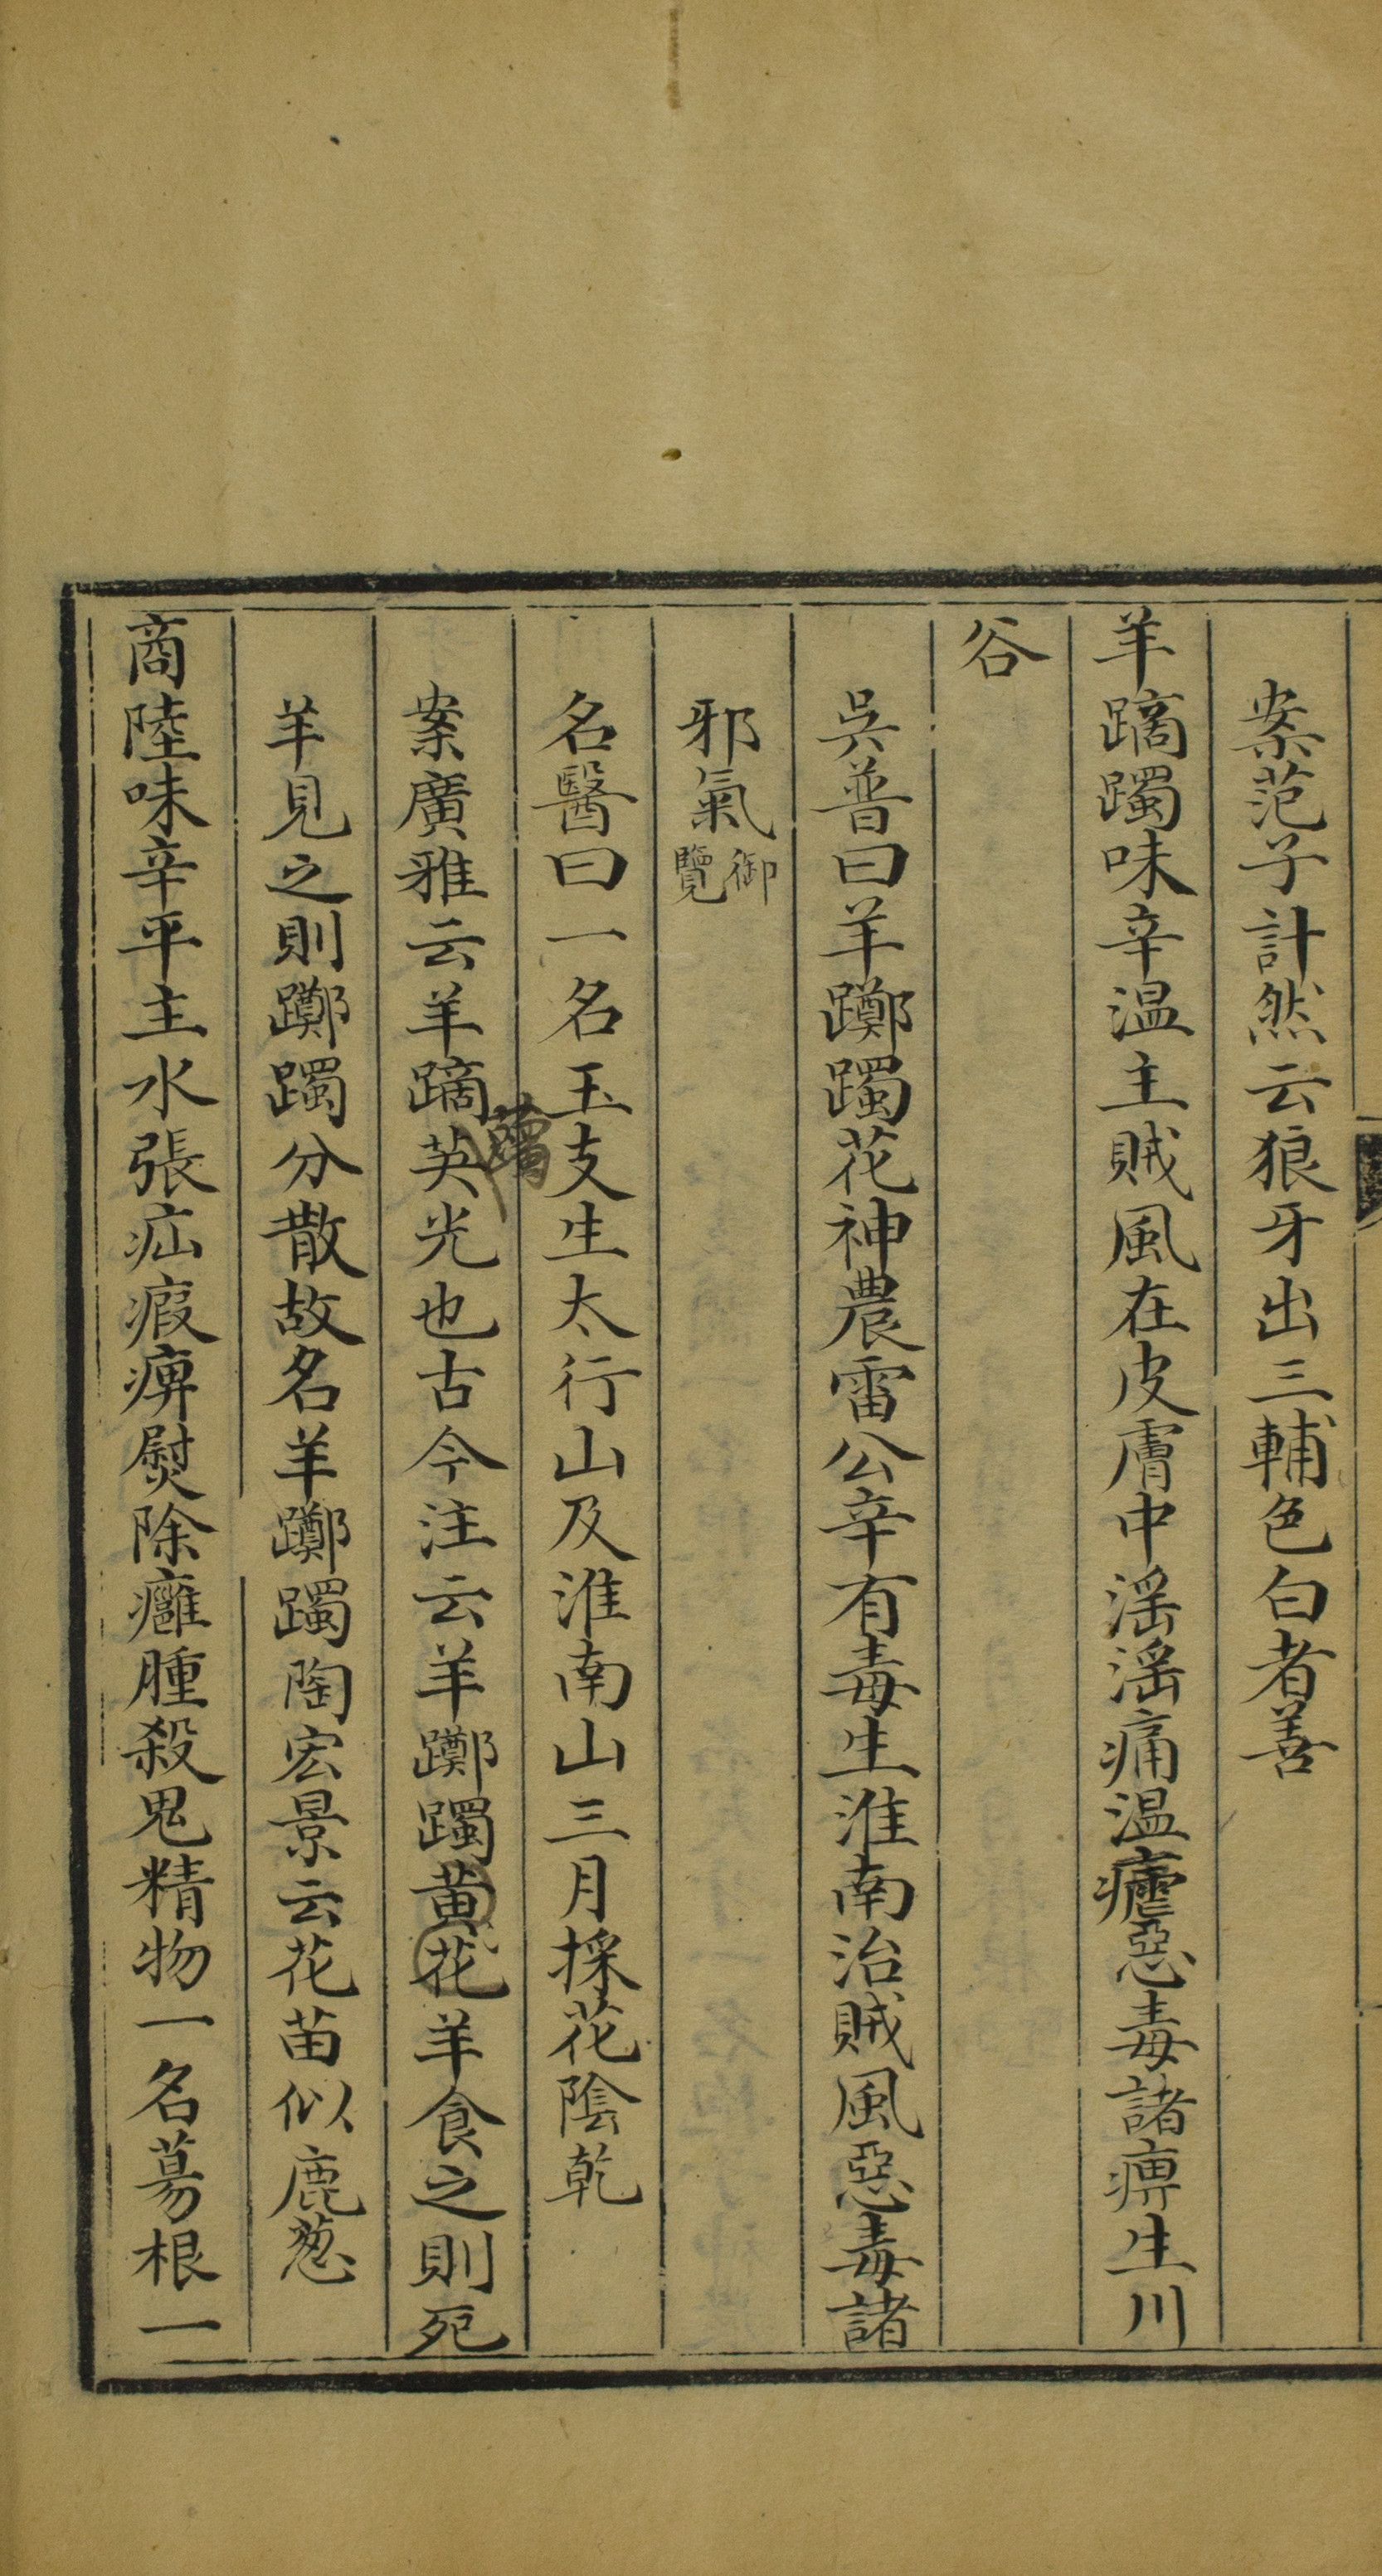 案范子計然云狼牙出三輔色白者善
羊蹢躅味辛温主賊風在皮膚中淫淫痛温瘧惡毒諸痹生川
谷
吳普曰羊躑躅花神農雷公辛有毒生淮南治賊風惡毒諸
邪氣御覽
名醫曰一名玉支生太行山及淮南山三月採花陰乾
案廣雅云羊蹢躅英光也古今注云羊躑躅黄花羊食之則死
羊見之則躑躅分散故名羊躑躅陶宏景云花苗似鹿葱
商陸味辛平主水張疝瘕痹熨除癰腫殺鬼精物一名䓪根一